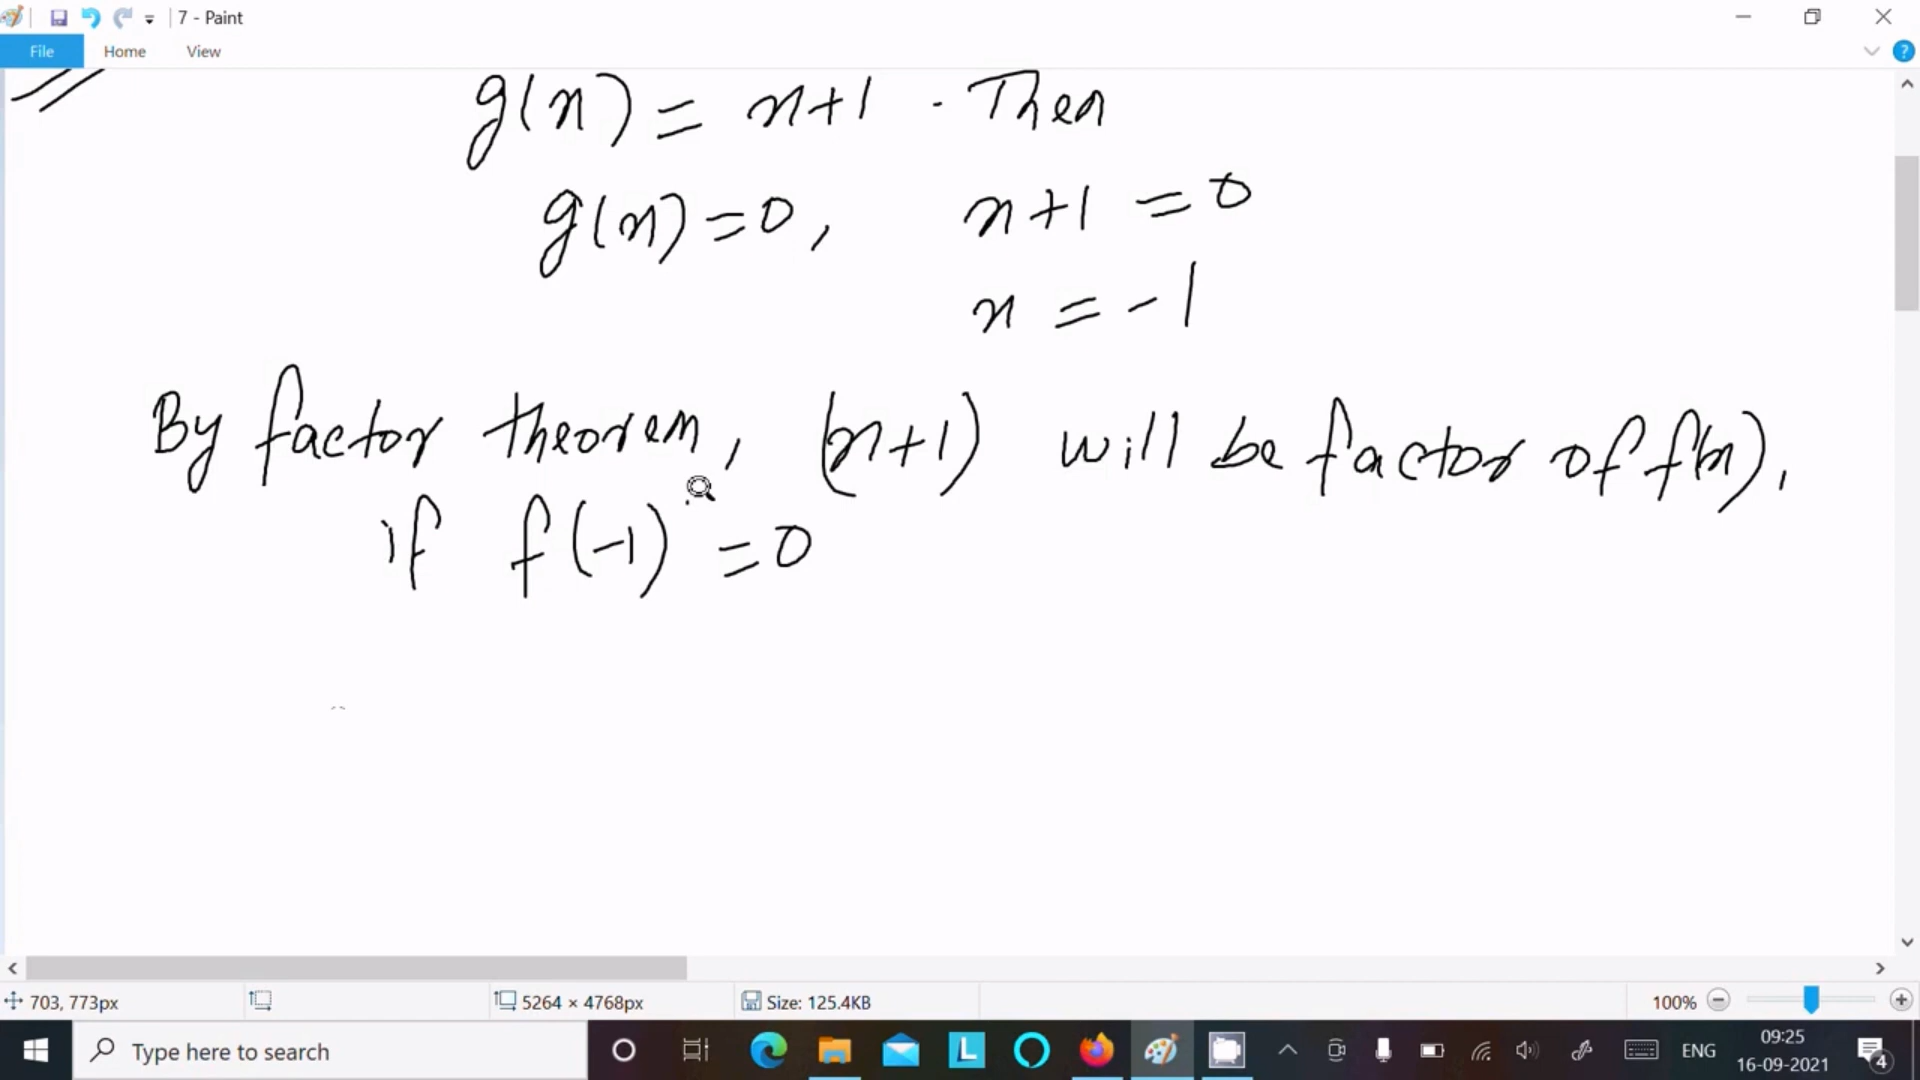 7 - Paint
File Home View
g(x) = x+1 . Then
g(x) = 0, x+1 = 0
x = -1
By factor theorem, (x+1) will be factor of f(x),
if f(-1) = 0
703, 773px 5264 × 4768px Size: 125.4KB 100%
Type here to search L ENG 09:25
16-09-2021 4